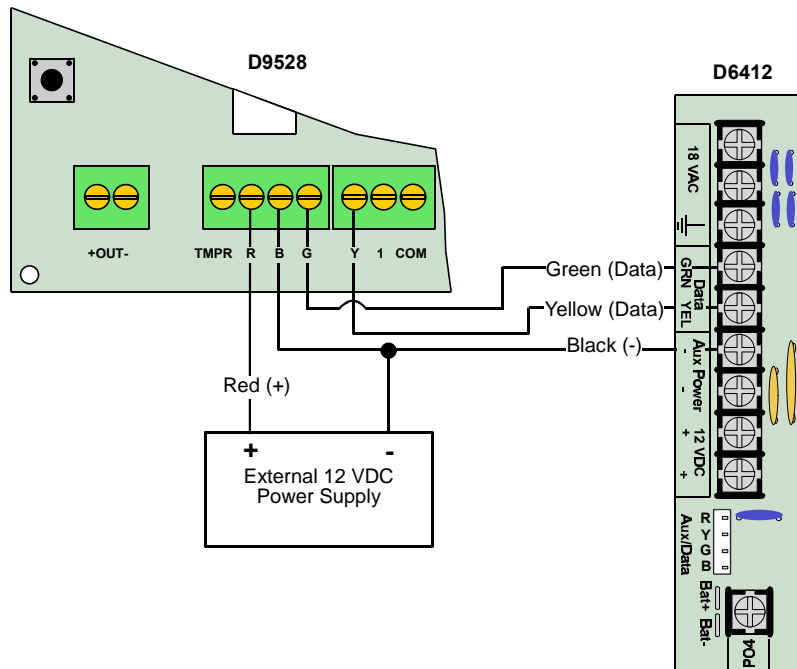 D9528
D6412
+OUT-
TMPR R B G Y 1 COM
18 VAC
GRN YEL
Data
Green (Data)
Yellow (Data)
Black (-)
Red (+)
- Aux Power -
+ 12 VDC +
+ -
External 12 VDC
Power Supply
R
Y
G
B
Aux/Data
Bat+ Bat-
PO4